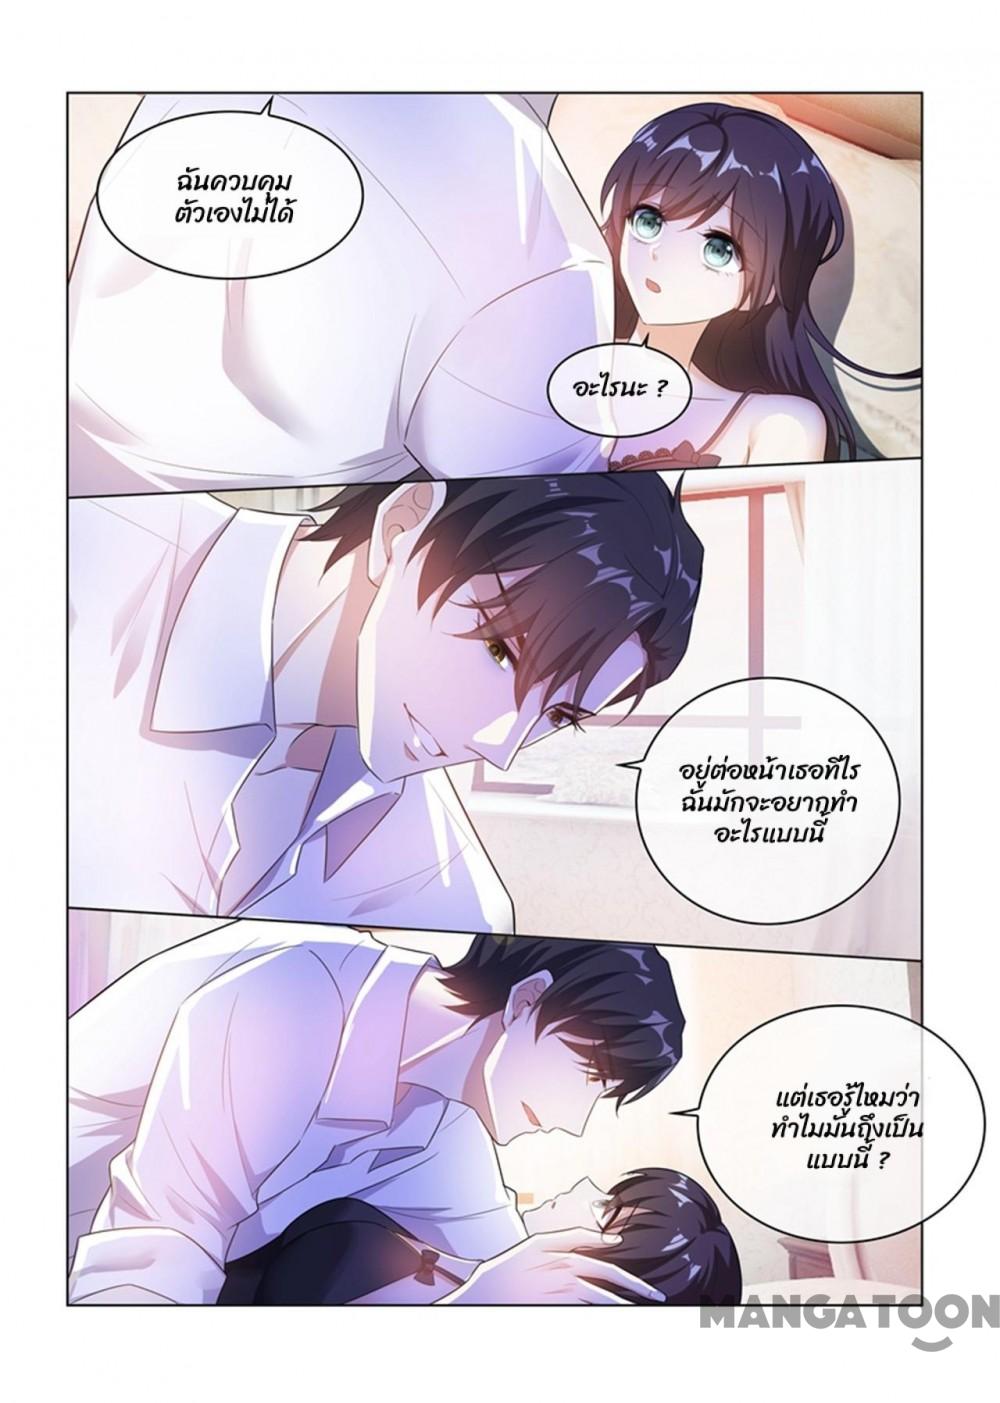 ฉันควบคุม
ตัวเองไม่ได้
อะไรนะ ?
อยู่ต่อหน้าเธอทีไร
ฉันมักจะอยากทำ
อะไรแบบนี้
แต่เธอรู้ไหมว่า
ทำไมมันถึงเป็น
แบบนี้ ?
MANGATOON